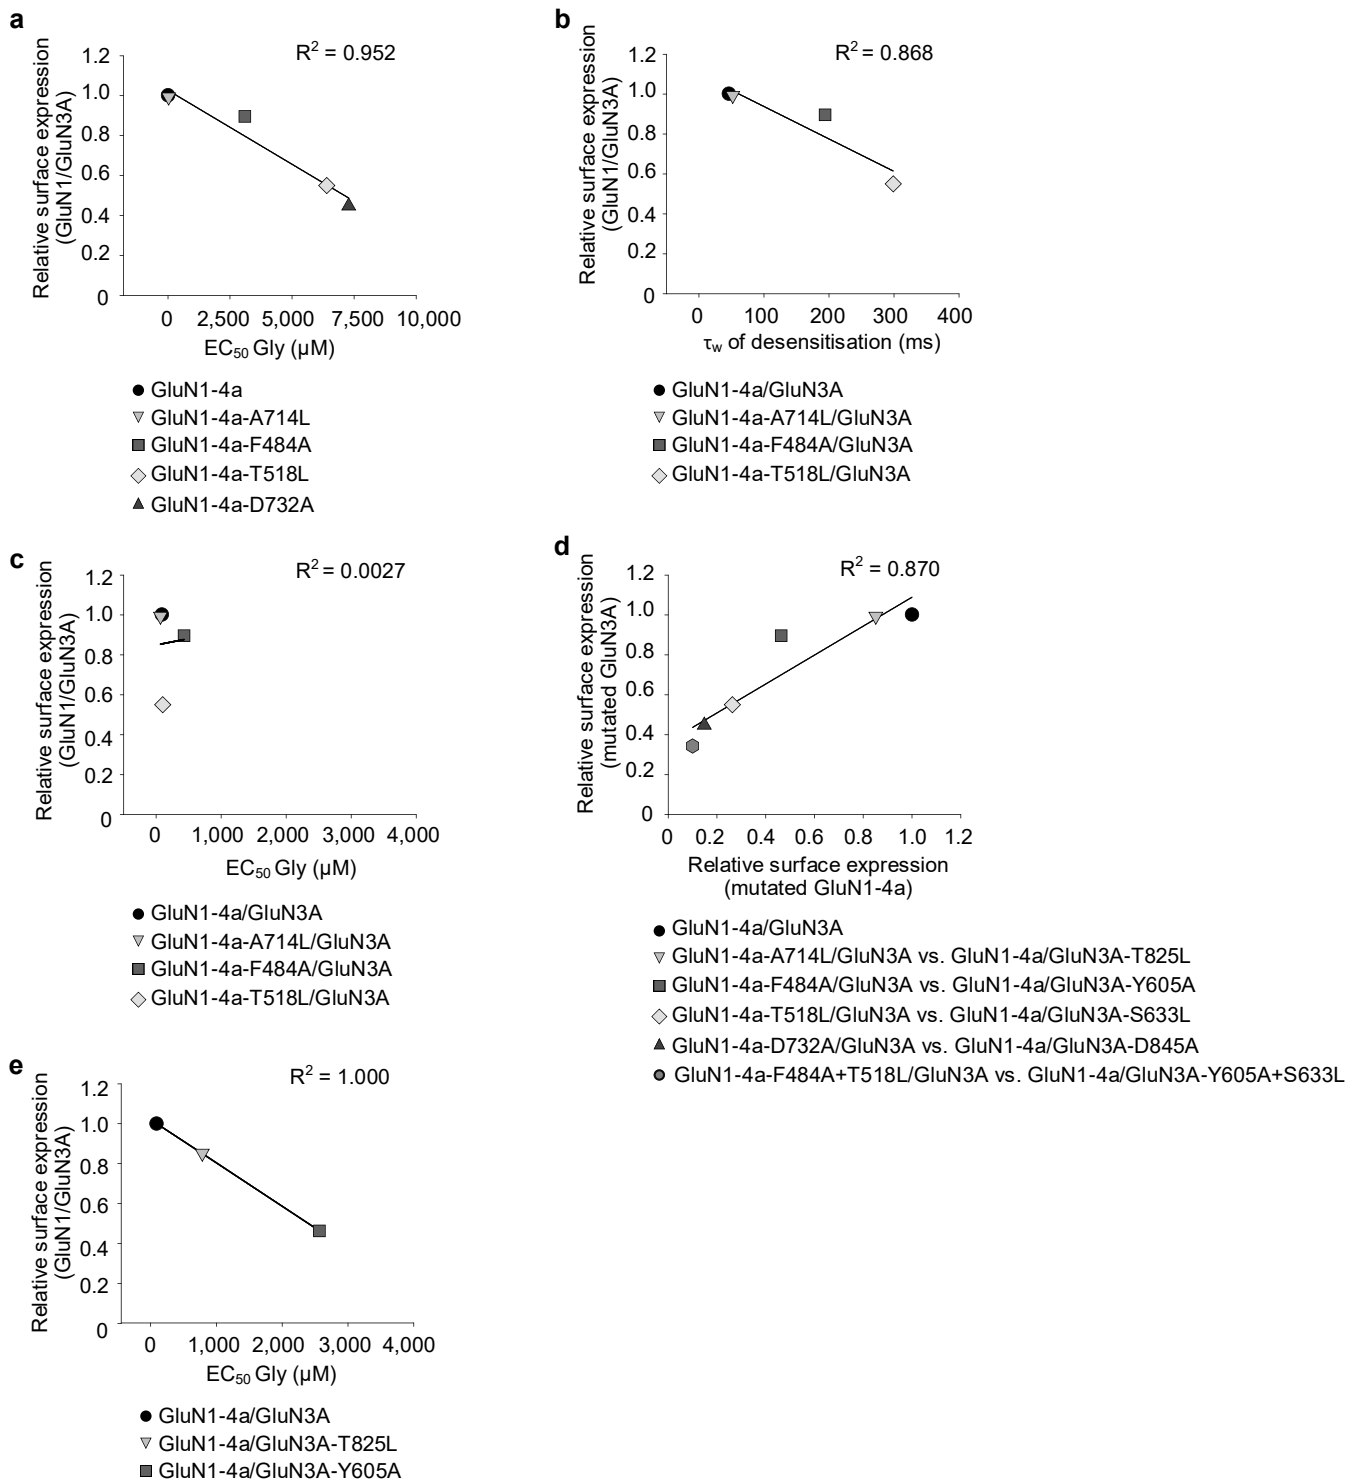 a
R² = 0.952
Relative surface expression
(GluN1/GluN3A)
1.2
1.0
0.8
0.6
0.4
0.2
0
0 2,500 5,000 7,500 10,000
EC₅₀ Gly (µM)
GluN1-4a
GluN1-4a-A714L
GluN1-4a-F484A
GluN1-4a-T518L
GluN1-4a-D732A
b
R² = 0.868
Relative surface expression
(GluN1/GluN3A)
1.2
1.0
0.8
0.6
0.4
0.2
0
0 100 200 300 400
τw of desensitisation (ms)
GluN1-4a/GluN3A
GluN1-4a-A714L/GluN3A
GluN1-4a-F484A/GluN3A
GluN1-4a-T518L/GluN3A
c
R² = 0.0027
Relative surface expression
(GluN1/GluN3A)
1.2
1.0
0.8
0.6
0.4
0.2
0
0 1,000 2,000 3,000 4,000
EC₅₀ Gly (µM)
GluN1-4a/GluN3A
GluN1-4a-A714L/GluN3A
GluN1-4a-F484A/GluN3A
GluN1-4a-T518L/GluN3A
d
R² = 0.870
Relative surface expression
(mutated GluN3A)
1.2
1.0
0.8
0.6
0.4
0.2
0
0 0.2 0.4 0.6 0.8 1.0 1.2
Relative surface expression
(mutated GluN1-4a)
GluN1-4a/GluN3A
GluN1-4a-A714L/GluN3A vs. GluN1-4a/GluN3A-T825L
GluN1-4a-F484A/GluN3A vs. GluN1-4a/GluN3A-Y605A
GluN1-4a-T518L/GluN3A vs. GluN1-4a/GluN3A-S633L
GluN1-4a-D732A/GluN3A vs. GluN1-4a/GluN3A-D845A
GluN1-4a-F484A+T518L/GluN3A vs. GluN1-4a/GluN3A-Y605A+S633L
e
R² = 1.000
Relative surface expression
(GluN1/GluN3A)
1.2
1.0
0.8
0.6
0.4
0.2
0
0 1,000 2,000 3,000 4,000
EC₅₀ Gly (µM)
GluN1-4a/GluN3A
GluN1-4a/GluN3A-T825L
GluN1-4a/GluN3A-Y605A